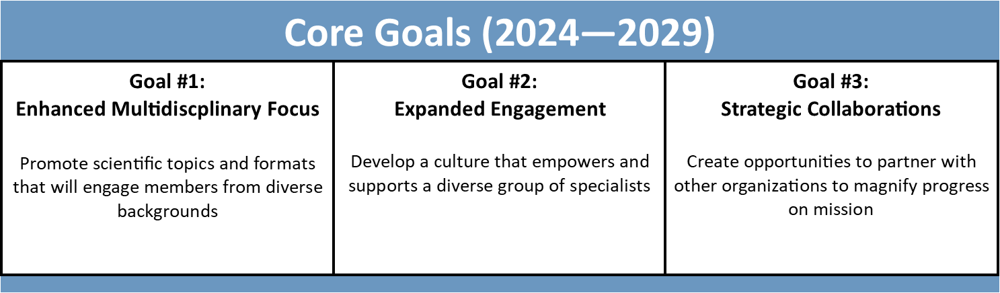 Core Goals (2024—2029)
Goal #1:
Enhanced Multidiscplinary Focus
Promote scientific topics and formats
that will engage members from diverse
backgrounds
Goal #2:
Expanded Engagement
Develop a culture that empowers and
supports a diverse group of specialists
Goal #3:
Strategic Collaborations
Create opportunities to partner with
other organizations to magnify progress
on mission